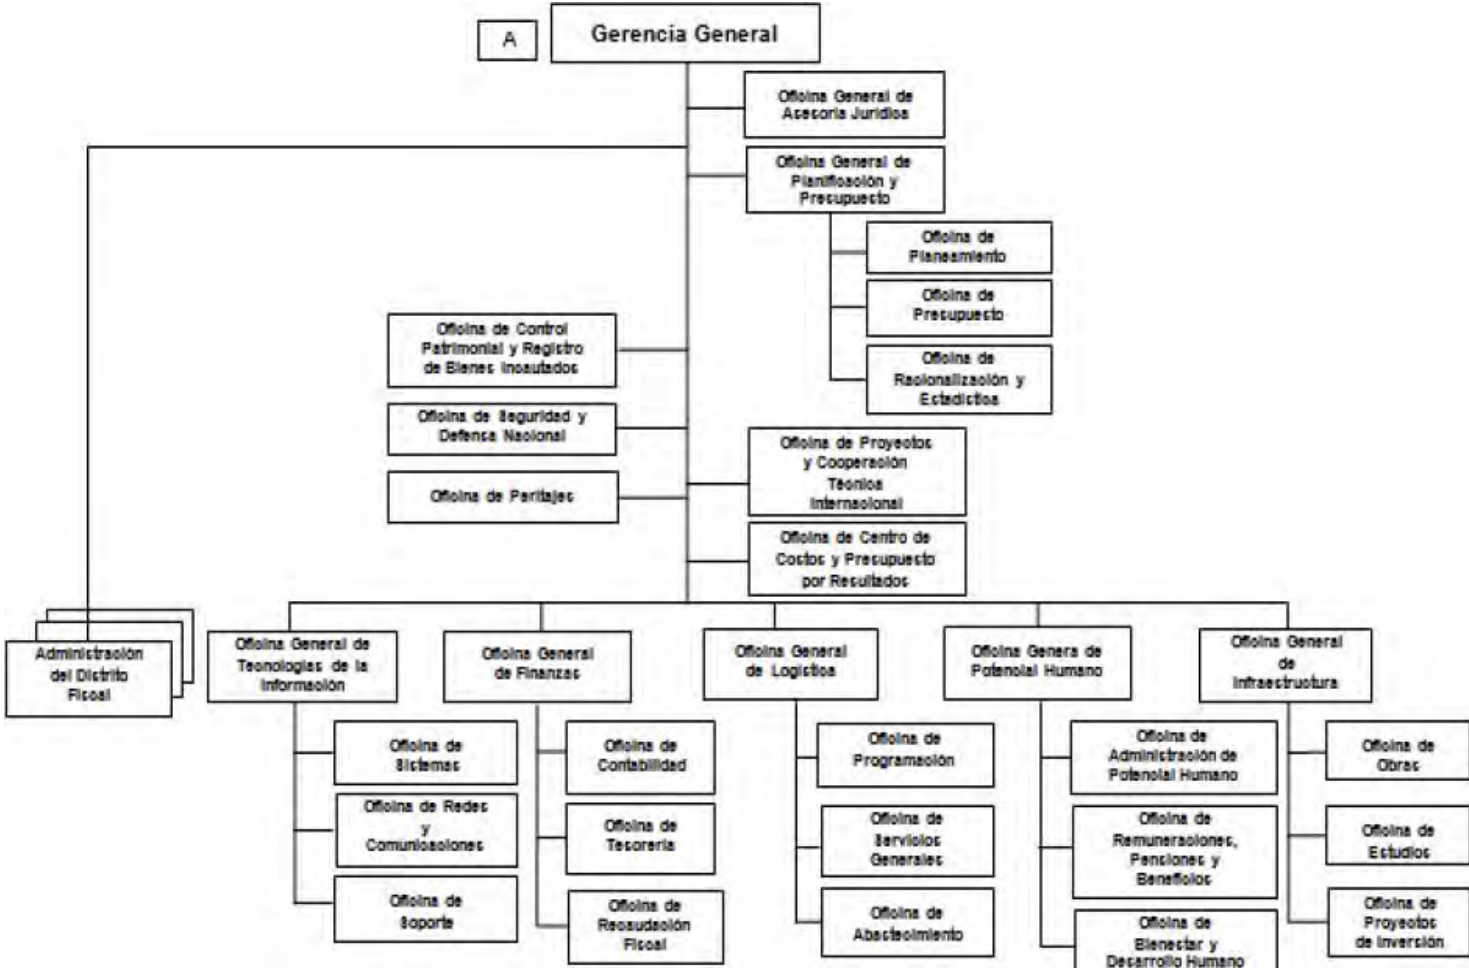 A
Gerencia General
Oficina General de
Asesoría Jurídica
Oficina General de
Planificación y
Presupuesto
Oficina de
Planeamiento
Oficina de
Presupuesto
Oficina de
Racionalización y
Estadística
Oficina de Control
Patrimonial y Registro
de Bienes Incautados
Oficina de Seguridad y
Defensa Nacional
Oficina de Peritajes
Oficina de Proyectos
y Cooperación
Técnica
Internacional
Oficina de Centro de
Costos y Presupuesto
por Resultados
Administración
del Distrito
Fiscal
Oficina General de
Tecnologías de la
Información
Oficina General
de Finanzas
Oficina General
de Logística
Oficina Genera de
Potencial Humano
Oficina General
de
Infraestructura
Oficina de
Sistemas
Oficina de Redes
y
Comunicaciones
Oficina de
Soporte
Oficina de
Contabilidad
Oficina de
Tesorería
Oficina de
Recaudación
Fiscal
Oficina de
Programación
Oficina de
Servicios
Generales
Oficina de
Abastecimiento
Oficina de
Administración de
Potencial Humano
Oficina de
Remuneraciones,
Pensiones y
Beneficios
Oficina de
Bienestar y
Desarrollo Humano
Oficina de
Obras
Oficina de
Estudios
Oficina de
Proyectos
de Inversión